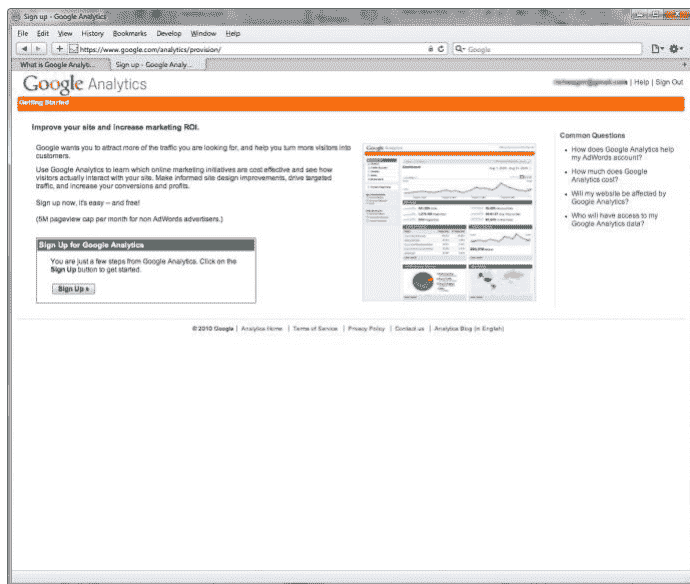 Sign up - Google Analytics
File Edit View History Bookmarks Develop Window Help
https://www.google.com/analytics/provision/
Google
What is Google Analyti...
Sign up - Google Analy...
Google Analytics
| Help | Sign Out
Getting Started
Improve your site and increase marketing ROI.
Google wants you to attract more of the traffic you are looking for, and help you turn more visitors into
customers.
Use Google Analytics to learn which online marketing initiatives are cost effective and see how
visitors actually interact with your site. Make informed site design improvements, drive targeted
traffic, and increase your conversions and profits.
Sign up now, it's easy – and free!
(5M pageview cap per month for non AdWords advertisers.)
Sign Up for Google Analytics
You are just a few steps from Google Analytics. Click on the
Sign Up button to get started.
Sign Up »
Common Questions
• How does Google Analytics help
my AdWords account?
• How much does Google
Analytics cost?
• Will my website be affected by
Google Analytics?
• Who will have access to my
Google Analytics data?
© 2010 Google | Analytics Home | Terms of Service | Privacy Policy | Contact us | Analytics Blog (in English)